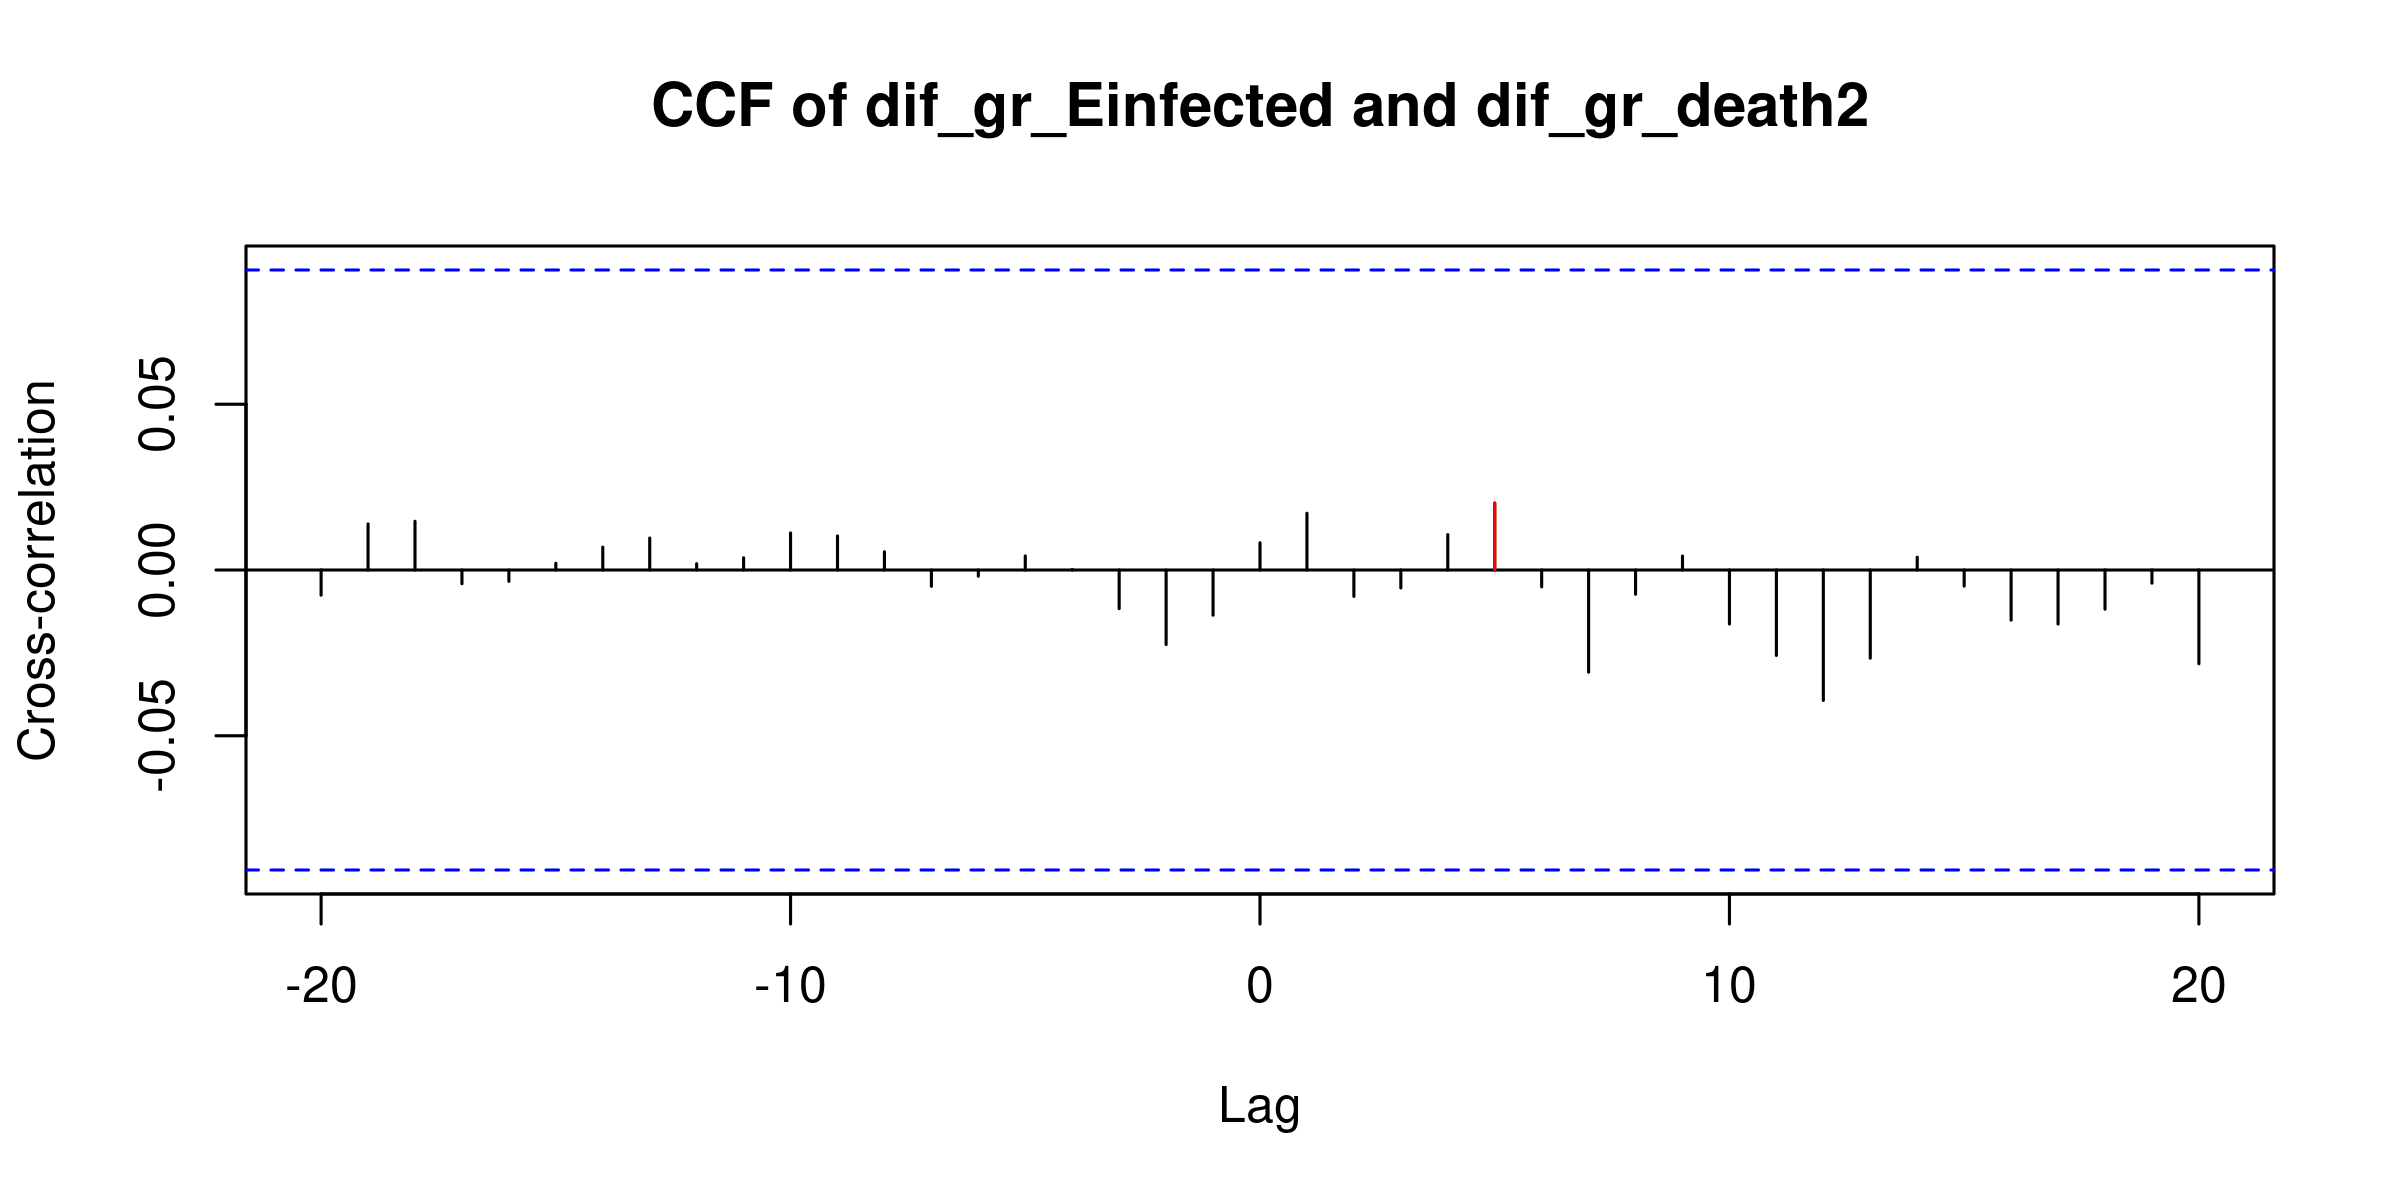 CCF of dif_gr_Einfected and dif_gr_death2
Cross-correlation
0.05
0.00
-0.05
-20 -10 0 10 20
Lag